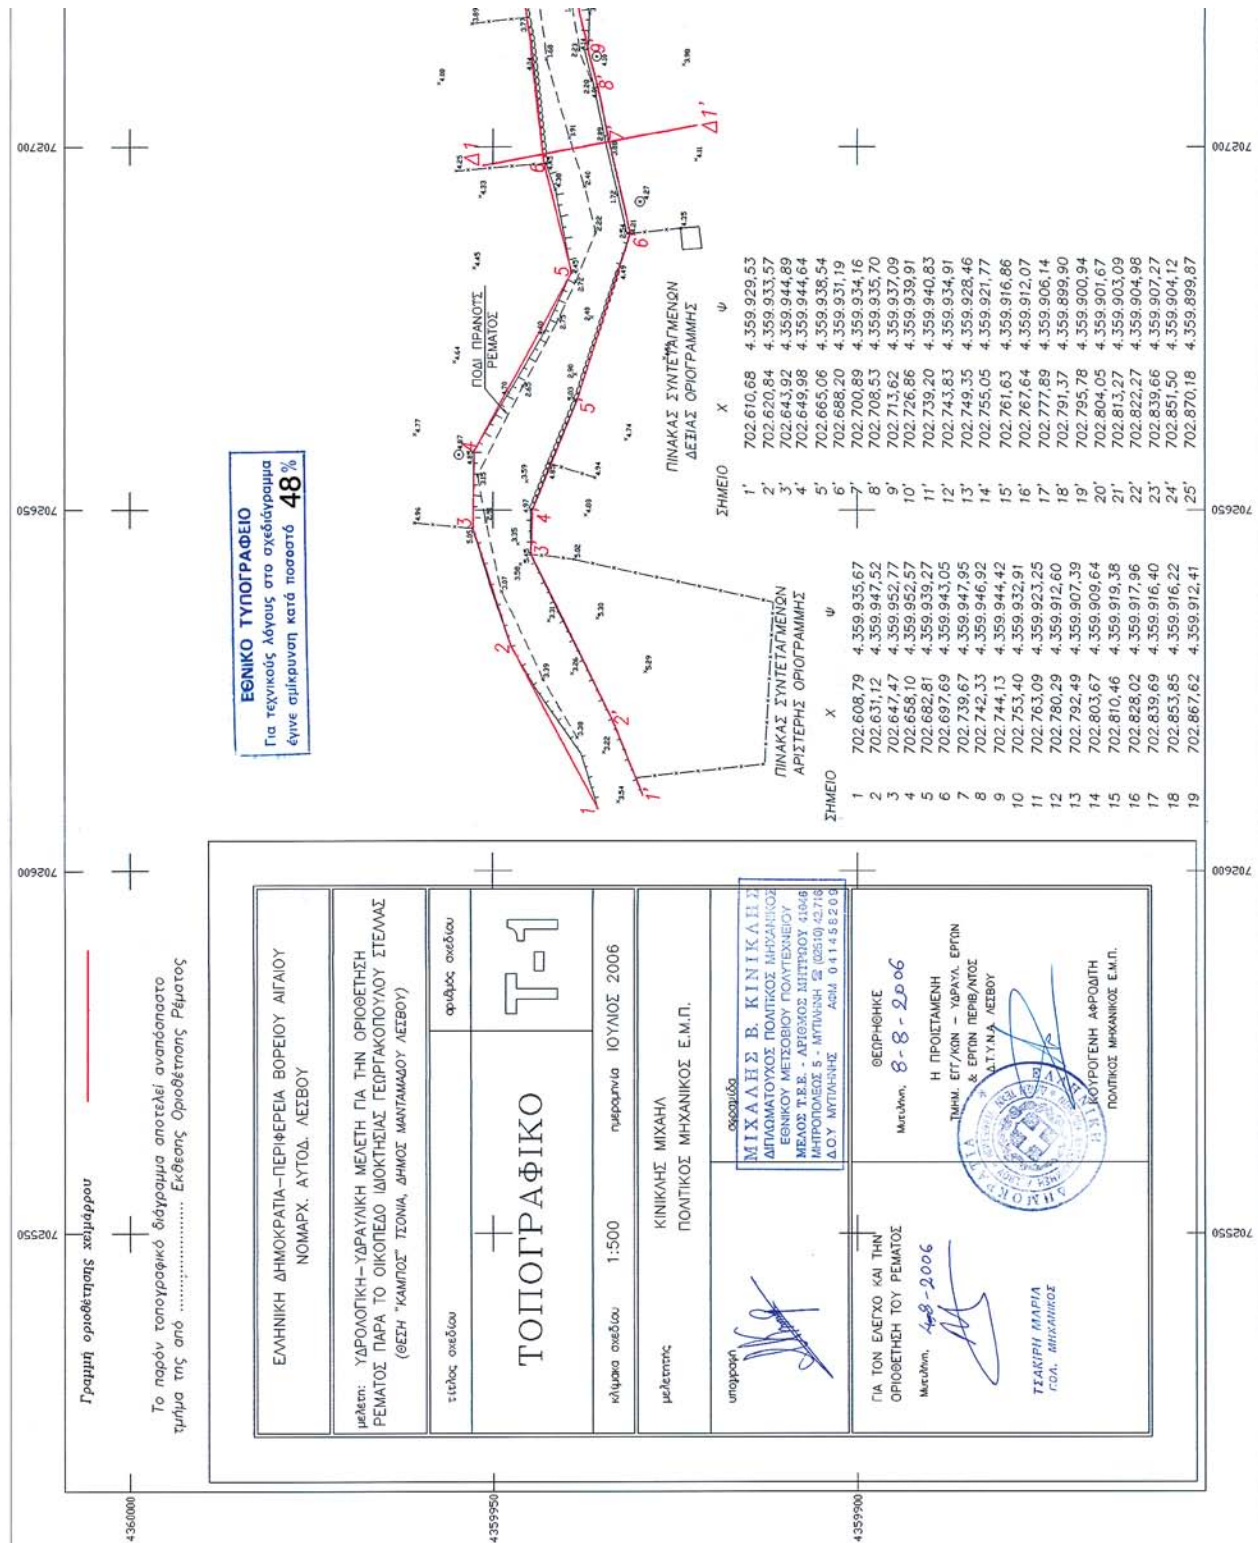 Γραμμή οριοθέτησης χειμάρρου
Το παρόν τοπογραφικό διάγραμμα αποτελεί αναπόσπαστο
τμήμα της από ........................ Έκθεσης Οριοθέτησης Ρέματος
ΕΘΝΙΚΟ ΤΥΠΟΓΡΑΦΕΙΟ
Για τεχνικούς λόγους στο σχεδιάγραμμα
έγινε σμίκρυνση κατά ποσοστό 48%
ΕΛΛΗΝΙΚΗ ΔΗΜΟΚΡΑΤΙΑ-ΠΕΡΙΦΕΡΕΙΑ ΒΟΡΕΙΟΥ ΑΙΓΑΙΟΥ
ΝΟΜΑΡΧ. ΑΥΤΟΔ. ΛΕΣΒΟΥ
μελέτη: ΥΔΡΟΛΟΓΙΚΗ-ΥΔΡΑΥΛΙΚΗ ΜΕΛΕΤΗ ΓΙΑ ΤΗΝ ΟΡΙΟΘΕΤΗΣΗ
ΡΕΜΑΤΟΣ ΠΑΡΑ ΤΟ ΟΙΚΟΠΕΔΟ ΙΔΙΟΚΤΗΣΙΑΣ ΓΕΩΡΓΑΚΟΠΟΥΛΟΥ ΣΤΕΛΛΑΣ
(ΘΕΣΗ "ΚΑΜΠΟΣ" ΤΣΟΝΙΑ, ΔΗΜΟΣ ΜΑΝΤΑΜΑΔΟΥ ΛΕΣΒΟΥ)
τίτλος σχεδίου
αριθμός σχεδίου
ΤΟΠΟΓΡΑΦΙΚΟ
Τ-1
κλίμακα σχεδίου 1:500 ημερομηνία ΙΟΥΛΙΟΣ 2006
μελετητής
ΚΙΝΙΚΛΗΣ ΜΙΧΑΗΛ
ΠΟΛΙΤΙΚΟΣ ΜΗΧΑΝΙΚΟΣ Ε.Μ.Π.
υπογραφή
σφραγίδα
ΜΙΧΑΛΗΣ Β. ΚΙΝΙΚΛΗΣ
ΔΙΠΛΩΜΑΤΟΥΧΟΣ ΠΟΛΙΤΙΚΟΣ ΜΗΧΑΝΙΚΟΣ
ΕΘΝΙΚΟΥ ΜΕΤΣΟΒΙΟΥ ΠΟΛΥΤΕΧΝΕΙΟΥ
ΜΕΛΟΣ Τ.Ε.Ε. - ΑΡΙΘΜΟΣ ΜΗΤΡΩΟΥ 41046
ΜΗΤΡΟΠΟΛΕΩΣ 5 - ΜΥΤΙΛΗΝΗ ☎ (02510) 42.716
Δ.Ο.Υ ΜΥΤΙΛΗΝΗΣ ΑΦΜ 041458209
ΓΙΑ ΤΟΝ ΕΛΕΓΧΟ ΚΑΙ ΤΗΝ
ΟΡΙΟΘΕΤΗΣΗ ΤΟΥ ΡΕΜΑΤΟΣ
Μυτιλήνη, 4-8-2006
ΤΣΑΚΙΡΗ ΜΑΡΙΑ
ΠΟΛ. ΜΗΧΑΝΙΚΟΣ
ΘΕΩΡΗΘΗΚΕ
Μυτιλήνη, 8-8-2006
Η ΠΡΟΙΣΤΑΜΕΝΗ
ΤΜΗΜ. ΕΓΓ/ΚΩΝ - ΥΔΡΑΥΛ. ΕΡΓΩΝ
& ΕΡΓΩΝ ΠΕΡΙΒ/ΝΤΟΣ
Δ.Τ.Υ.Ν.Α. ΛΕΣΒΟΥ
ΚΟΥΡΟΓΕΝΗ ΑΦΡΟΔΙΤΗ
ΠΟΛΙΤΙΚΟΣ ΜΗΧΑΝΙΚΟΣ Ε.Μ.Π.
ΠΟΔΙ ΠΡΑΝΟΥΣ
ΡΕΜΑΤΟΣ
Δ1
Δ1'
ΠΙΝΑΚΑΣ ΣΥΝΤΕΤΑΓΜΕΝΩΝ
ΑΡΙΣΤΕΡΗΣ ΟΡΙΟΓΡΑΜΜΗΣ
ΣΗΜΕΙΟ Χ Ψ
1 702.608,79 4.359.935,67
2 702.631,12 4.359.947,52
3 702.647,47 4.359.952,77
4 702.658,10 4.359.952,57
5 702.682,81 4.359.939,27
6 702.697,69 4.359.943,05
7 702.739,67 4.359.947,95
8 702.742,33 4.359.946,92
9 702.744,13 4.359.944,42
10 702.753,40 4.359.932,91
11 702.763,09 4.359.923,25
12 702.780,29 4.359.912,60
13 702.792,49 4.359.907,39
14 702.803,67 4.359.909,64
15 702.810,46 4.359.919,38
16 702.828,02 4.359.917,96
17 702.839,69 4.359.916,40
18 702.853,85 4.359.916,22
19 702.867,62 4.359.912,41
ΠΙΝΑΚΑΣ ΣΥΝΤΕΤΑΓΜΕΝΩΝ
ΔΕΞΙΑΣ ΟΡΙΟΓΡΑΜΜΗΣ
ΣΗΜΕΙΟ Χ Ψ
1' 702.610,68 4.359.929,53
2' 702.620,84 4.359.933,57
3' 702.643,92 4.359.944,89
4' 702.649,98 4.359.944,64
5' 702.665,06 4.359.938,54
6' 702.688,20 4.359.931,19
7' 702.700,89 4.359.934,16
8' 702.708,53 4.359.935,70
9' 702.713,62 4.359.937,09
10' 702.726,86 4.359.939,91
11' 702.739,20 4.359.940,83
12' 702.743,83 4.359.934,91
13' 702.749,35 4.359.928,46
14' 702.755,05 4.359.921,77
15' 702.761,63 4.359.916,86
16' 702.767,64 4.359.912,07
17' 702.777,89 4.359.906,14
18' 702.791,37 4.359.899,90
19' 702.795,78 4.359.900,94
20' 702.804,05 4.359.901,67
21' 702.813,27 4.359.903,09
22' 702.822,27 4.359.904,98
23' 702.839,66 4.359.907,27
24' 702.851,50 4.359.904,12
25' 702.870,18 4.359.899,87
702550
702600
702650
702700
4360000
4359950
4359900